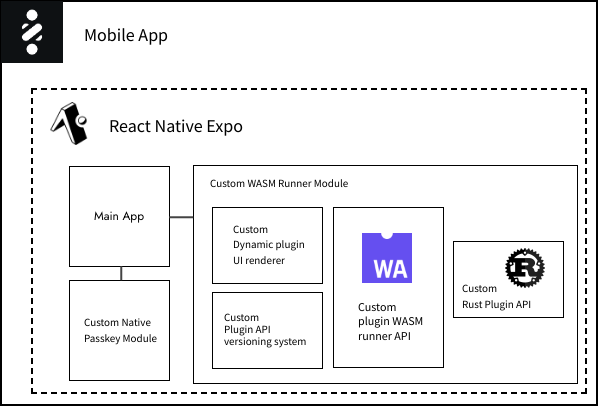 Mobile App
React Native Expo
Main App
Custom Native
Passkey Module
Custom WASM Runner Module
Custom
Dynamic plugin
UI renderer
Custom
Plugin API
versioning system
WA
Custom
plugin WASM
runner API
R
Custom
Rust Plugin API